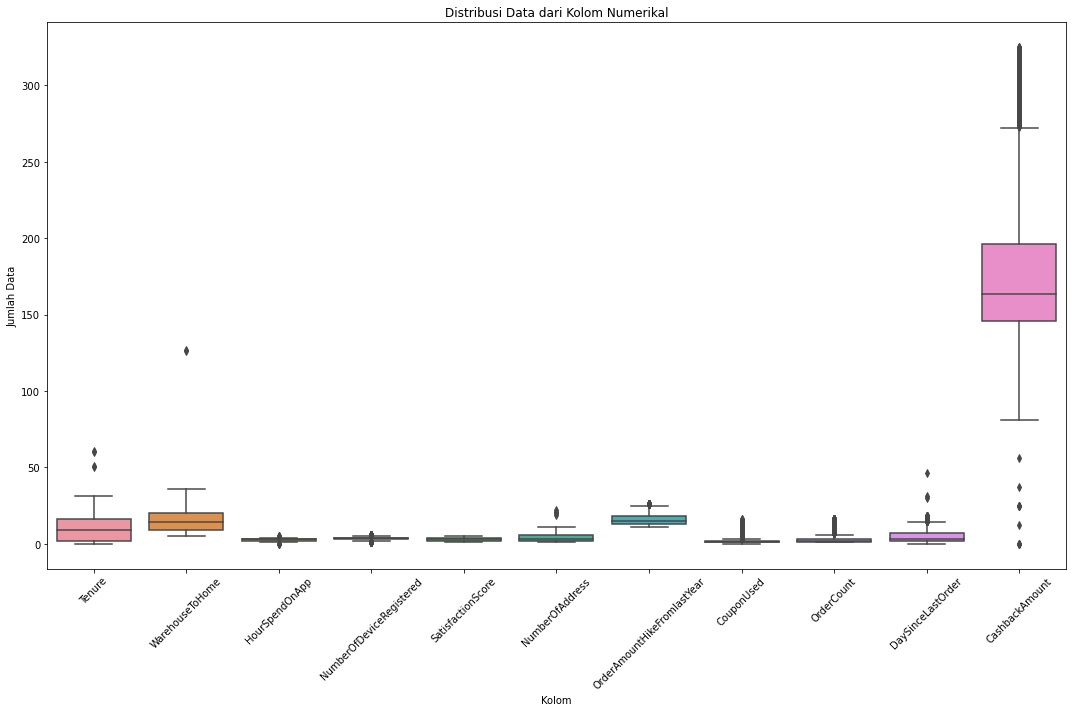 Distribusi Data dari Kolom Numerikal
Jumlah Data
300
250
200
150
100
50
0
Tenure
WarehouseToHome
HourSpendOnApp
NumberOfDeviceRegistered
SatisfactionScore
NumberOfAddress
OrderAmountHikeFromlastYear
CouponUsed
OrderCount
DaySinceLastOrder
CashbackAmount
Kolom